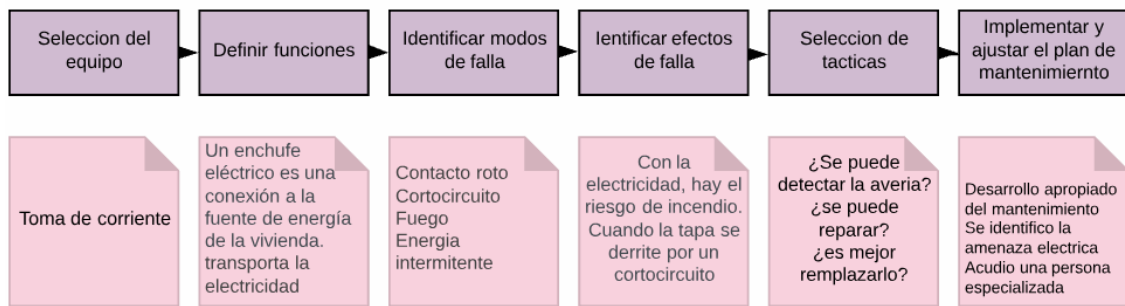 Seleccion del
equipo
Definir funciones
Identificar modos
de falla
Ientificar efectos
de falla
Seleccion de
tacticas
Implementar y
ajustar el plan de
mantenimiernto
Toma de corriente
Un enchufe
eléctrico es una
conexión a la
fuente de energía
de la vivienda.
transporta la
electricidad
Contacto roto
Cortocircuito
Fuego
Energia
intermitente
Con la
electricidad, hay el
riesgo de incendio.
Cuando la tapa se
derrite por un
cortocircuito
¿Se puede
detectar la averia?
¿se puede
reparar?
¿es mejor
remplazarlo?
Desarrollo apropiado
del mantenimiento
Se identifico la
amenaza electrica
Acudio una persona
especializada